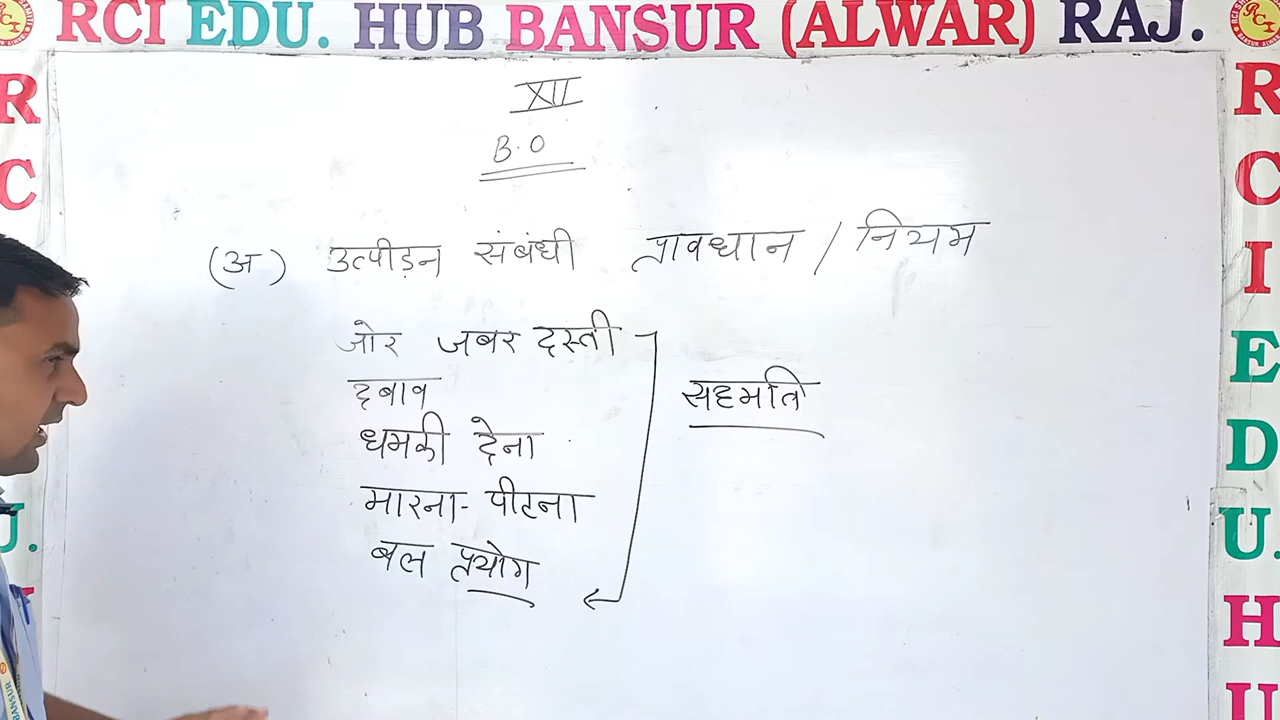 RCI EDU. HUB BANSUR (ALWAR) RAJ.
XII
B.O
(अ) उत्पीड़न संबंधी प्रावधान / नियम
जोर जबर दस्ती
दबाव
सहमति
धमकी देना
मारना-पीटना
बल प्रयोग
R
C
U.
R
C
I
E
D
U.
H
U
BANSUR